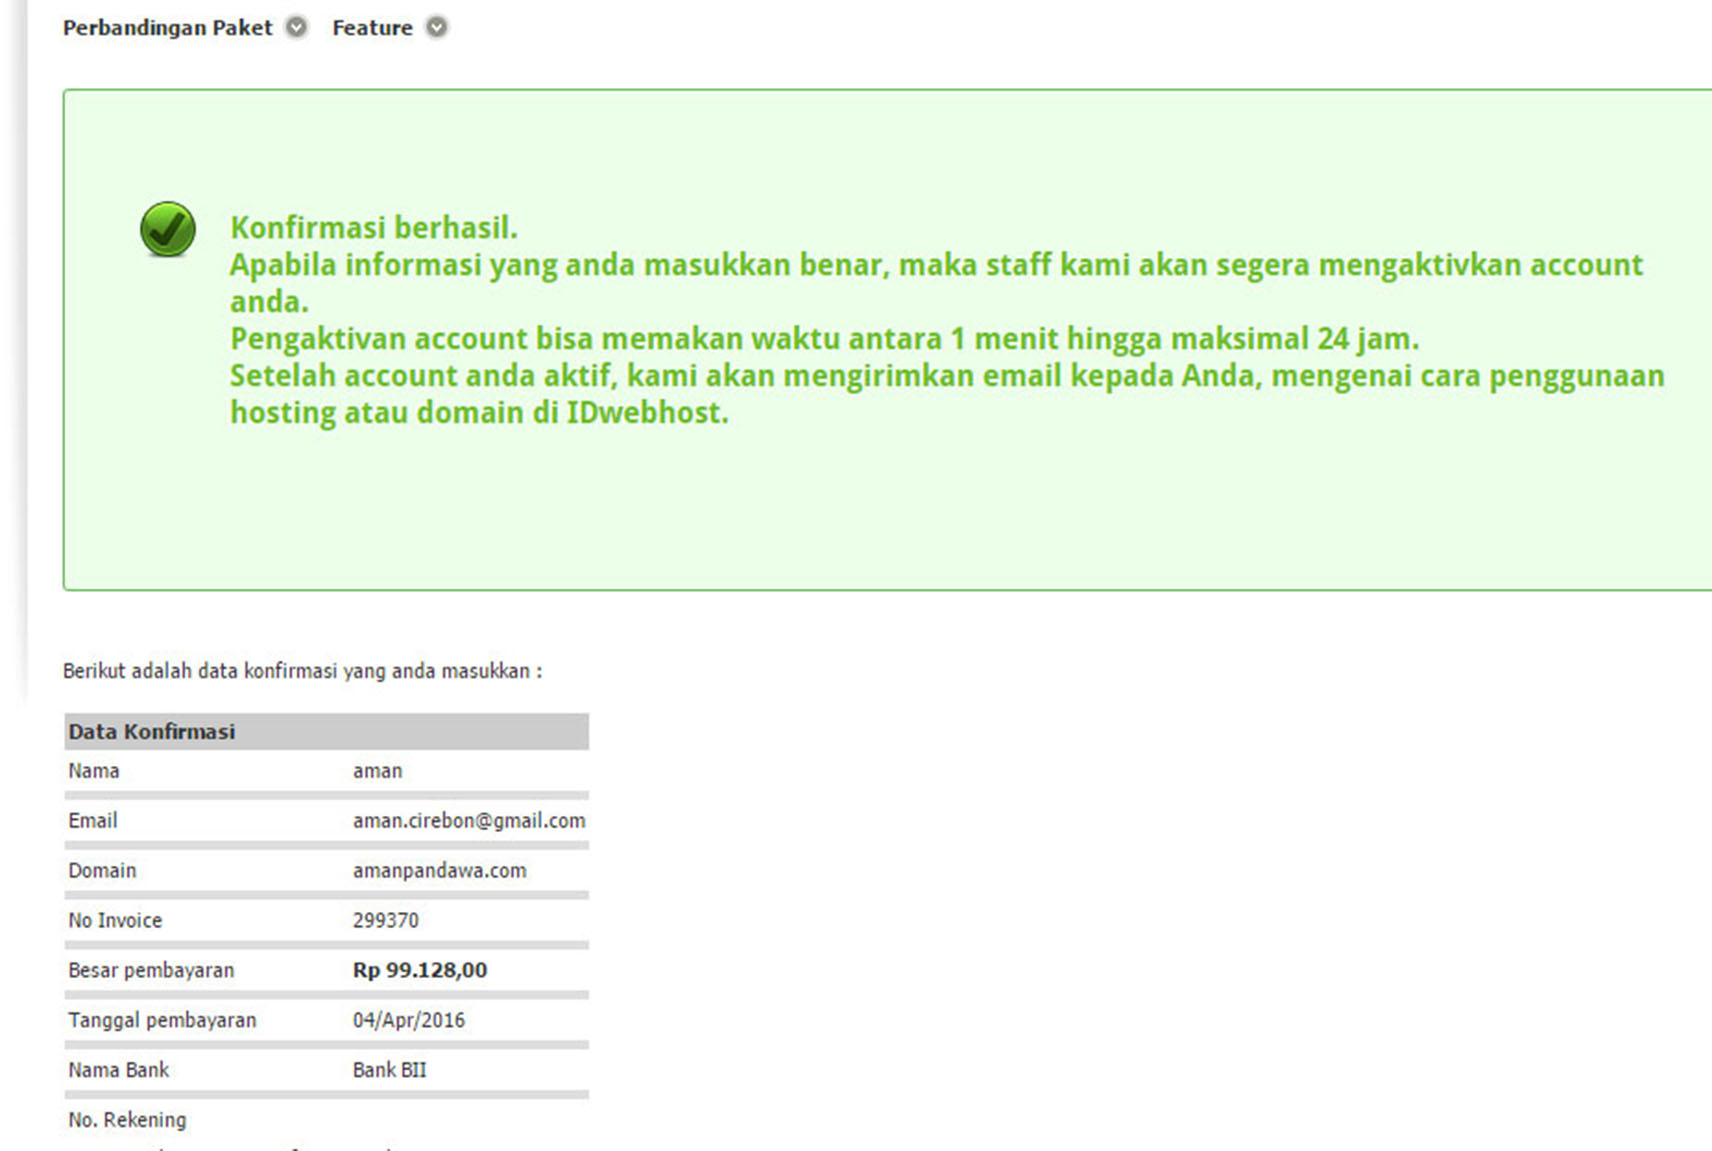 Perbandingan Paket Feature
Konfirmasi berhasil.
Apabila informasi yang anda masukkan benar, maka staff kami akan segera mengaktivkan account
anda.
Pengaktivan account bisa memakan waktu antara 1 menit hingga maksimal 24 jam.
Setelah account anda aktif, kami akan mengirimkan email kepada Anda, mengenai cara penggunaan
hosting atau domain di IDwebhost.
Berikut adalah data konfirmasi yang anda masukkan :
Data Konfirmasi
Nama aman
Email aman.cirebon@gmail.com
Domain amanpandawa.com
No Invoice 299370
Besar pembayaran Rp 99.128,00
Tanggal pembayaran 04/Apr/2016
Nama Bank Bank BII
No. Rekening